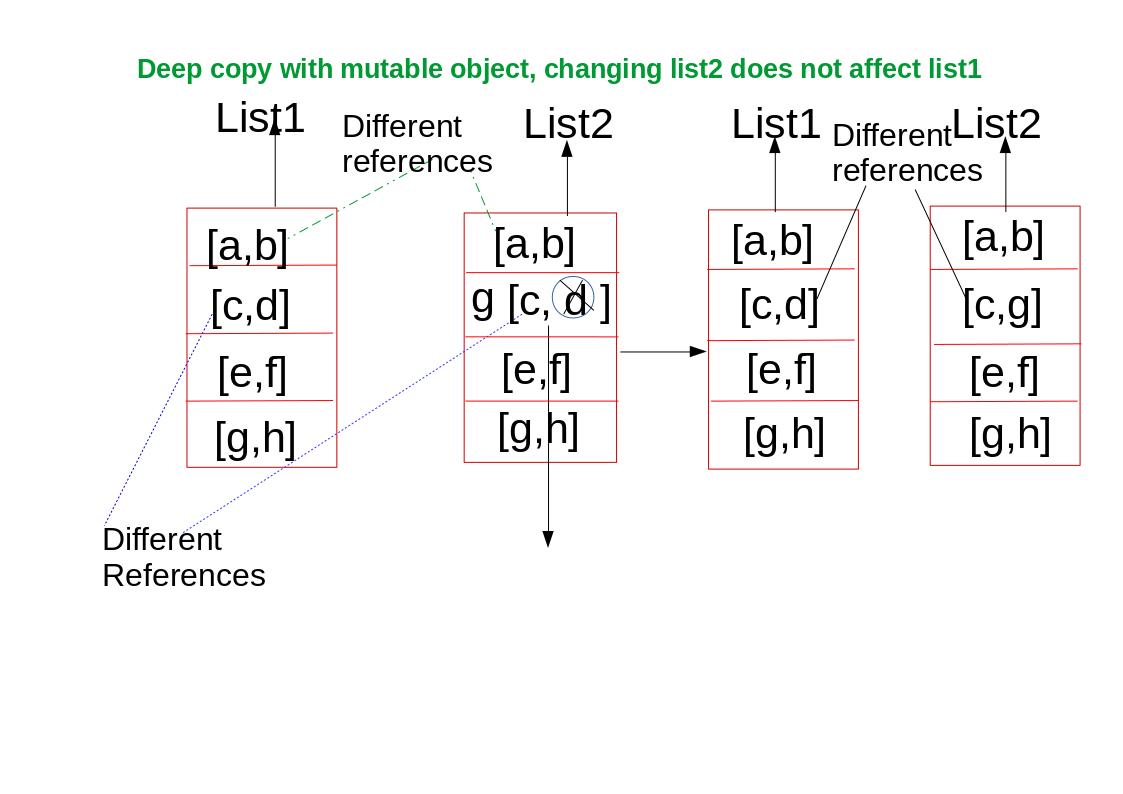 Deep copy with mutable object, changing list2 does not affect list1
List1
Different
references
List2
[a,b]
[c,d]
[e,f]
[g,h]
[a,b]
g [c, d ]
[e,f]
[g,h]
Different
References
List1
Different
references
List2
[a,b]
[c,d]
[e,f]
[g,h]
[a,b]
[c,g]
[e,f]
[g,h]